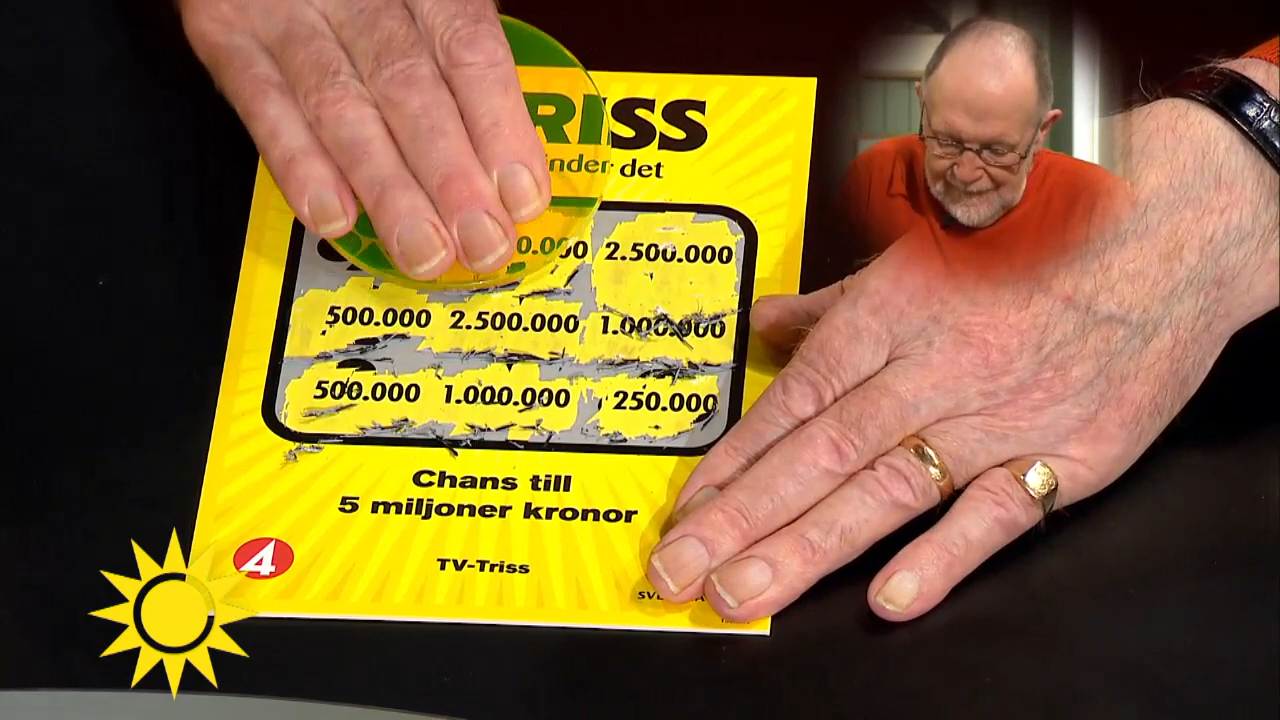 RISS
inder det
0.000 2.500.000
500.000 2.500.000 1.000.000
500.000 1.000.000 250.000
Chans till
5 miljoner kronor
4
TV-Triss